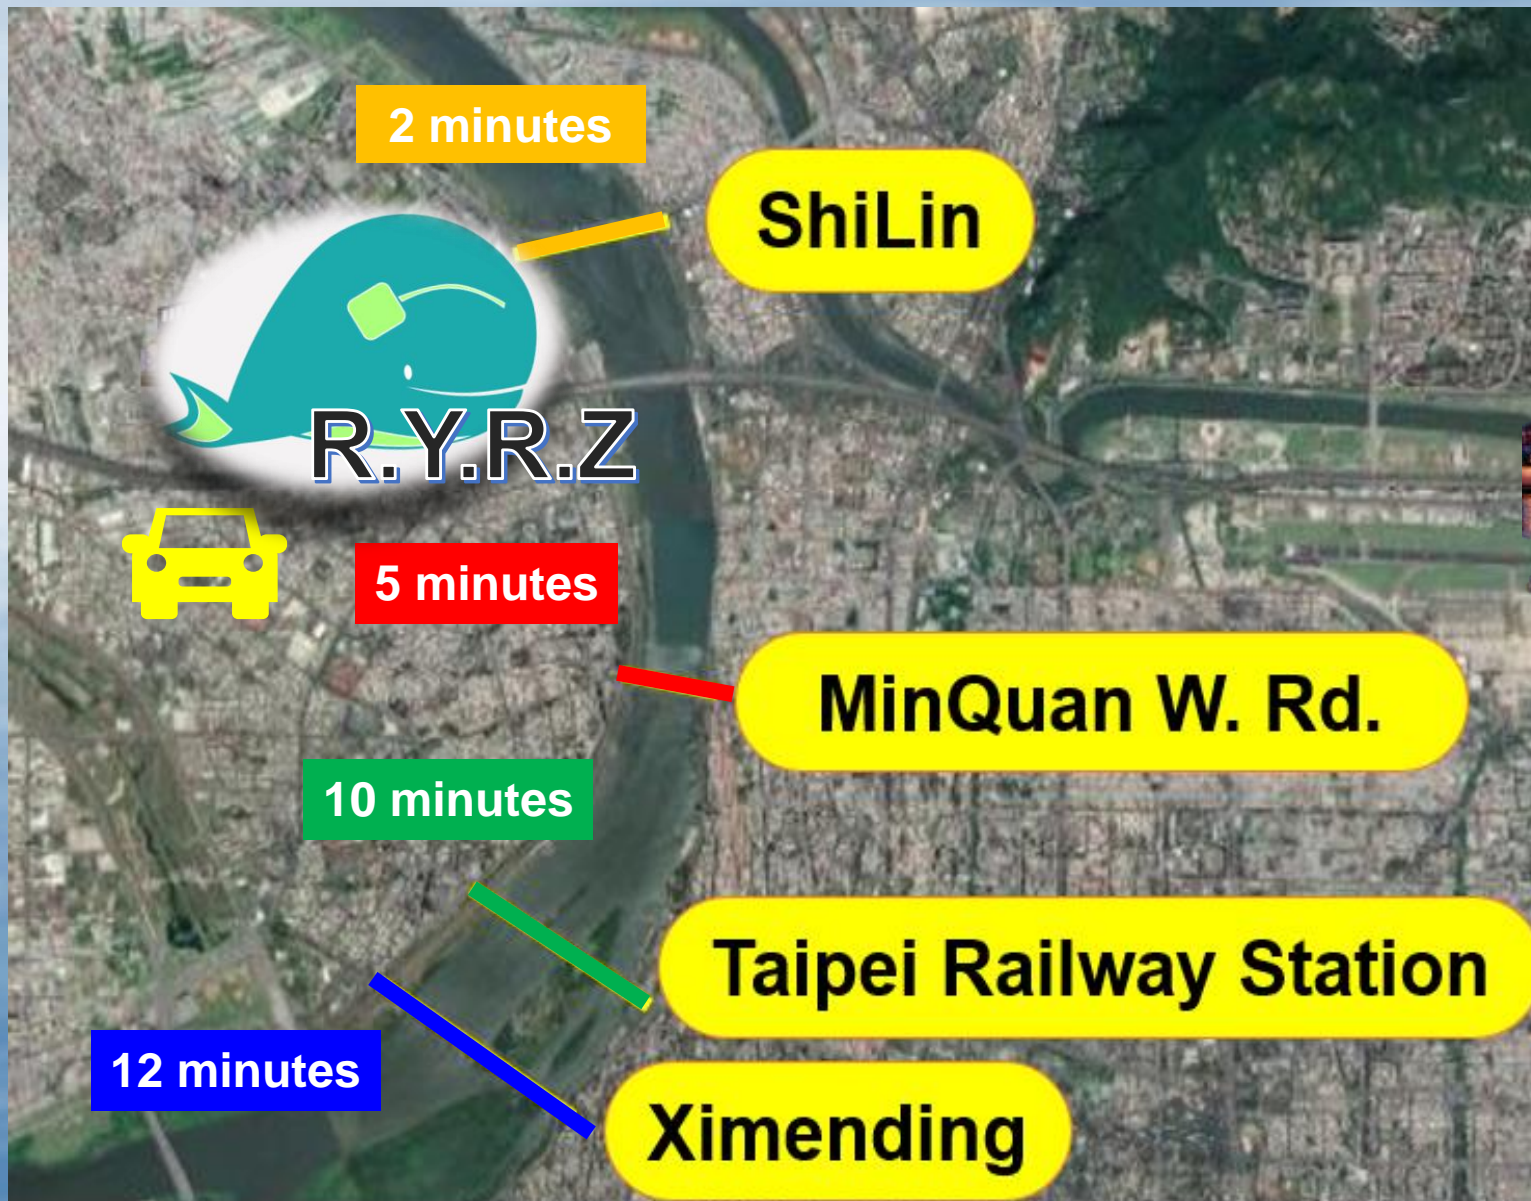 2 minutes
ShiLin
R.Y.R.Z
5 minutes
MinQuan W. Rd.
10 minutes
Taipei Railway Station
12 minutes
Ximending